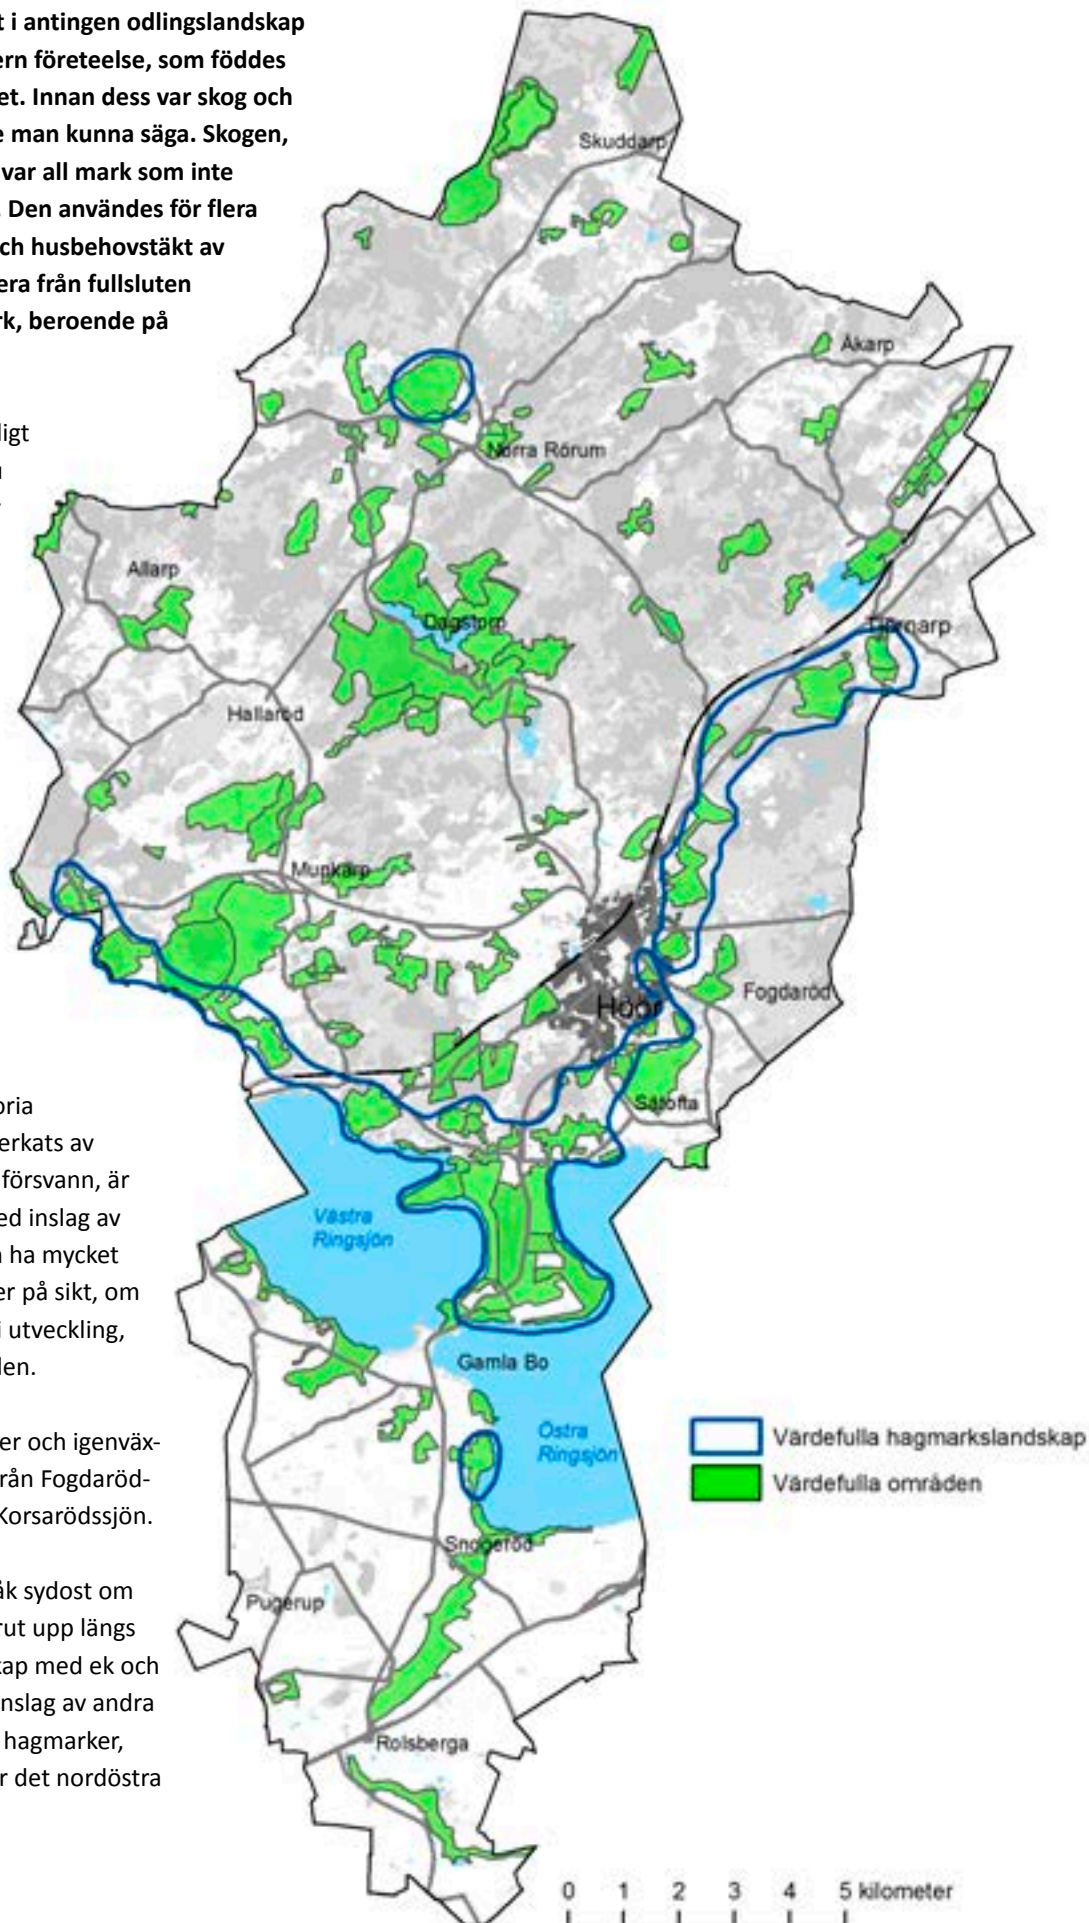 t i antingen odlingslandskap
ern företeelse, som föddes
et. Innan dess var skog och
e man kunna säga. Skogen,
var all mark som inte
. Den användes för flera
och husbehovstäkt av
era från fullsluten
rk, beroende på
ligt
oria
erkats av
försvann, är
ed inslag av
ha mycket
er på sikt, om
i utveckling,
den.
er och igenväx-
från Fogdaröd-
Korsarödssjön.
åk sydost om
rut upp längs
kap med ek och
nslag av andra
hagmarker,
r det nordöstra
Skuddarp
Åkarp
Norra Rörum
Allarp
Dagstorp
Tjörnarp
Hallaröd
Munkarp
Höör
Fogdaröd
Sätofta
Västra
Ringsjön
Gamla Bo
Östra
Ringsjön
Snogeröd
Pugerup
Rolsberga
Värdefulla hagmarkslandskap
Värdefulla områden
0 1 2 3 4 5 kilometer